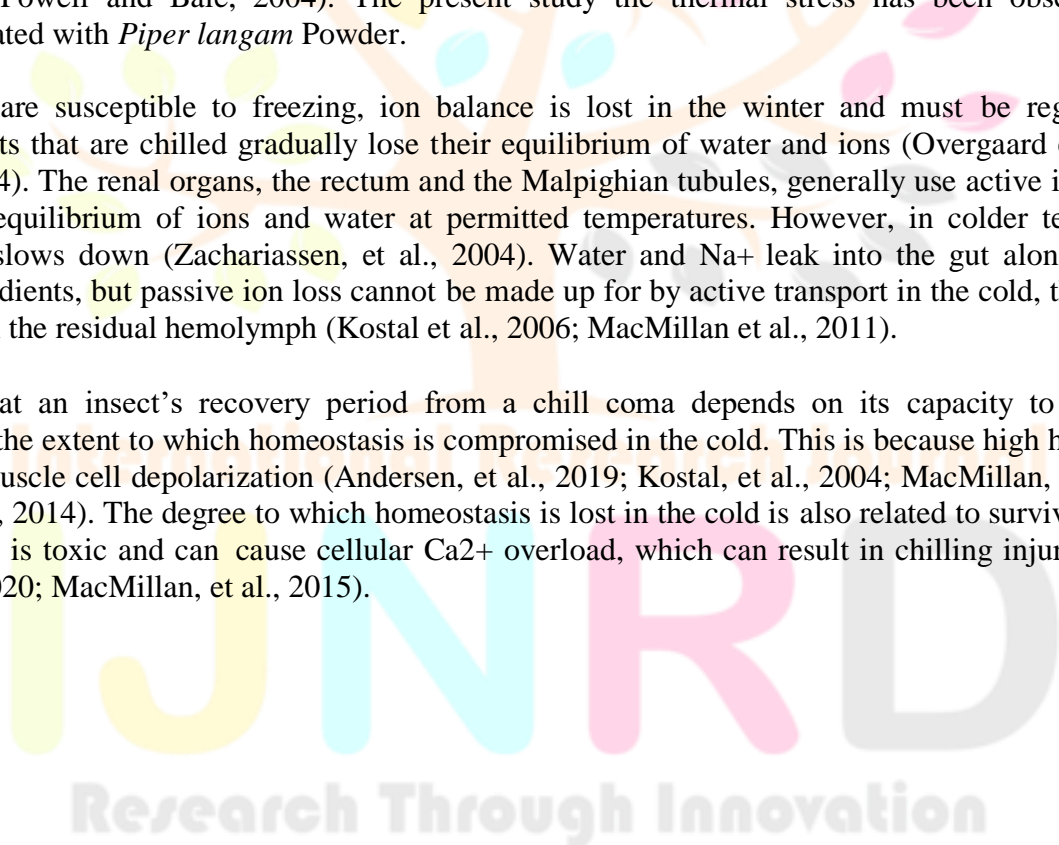 Powell and Bale, 2004). The present study the thermal stress has been obse
ated with Piper langam Powder.
are susceptible to freezing, ion balance is lost in the winter and must be reg
ts that are chilled gradually lose their equilibrium of water and ions (Overgaard
4). The renal organs, the rectum and the Malpighian tubules, generally use active i
equilibrium of ions and water at permitted temperatures. However, in colder te
slows down (Zachariassen, et al., 2004). Water and Na+ leak into the gut alon
dients, but passive ion loss cannot be made up for by active transport in the cold, t
the residual hemolymph (Kostal et al., 2006; MacMillan et al., 2011).
at an insect’s recovery period from a chill coma depends on its capacity to
the extent to which homeostasis is compromised in the cold. This is because high h
uscle cell depolarization (Andersen, et al., 2019; Kostal, et al., 2004; MacMillan,
, 2014). The degree to which homeostasis is lost in the cold is also related to surviv
is toxic and can cause cellular Ca2+ overload, which can result in chilling injur
020; MacMillan, et al., 2015).
International Research Journal
IJNRD
Research Through Innovation